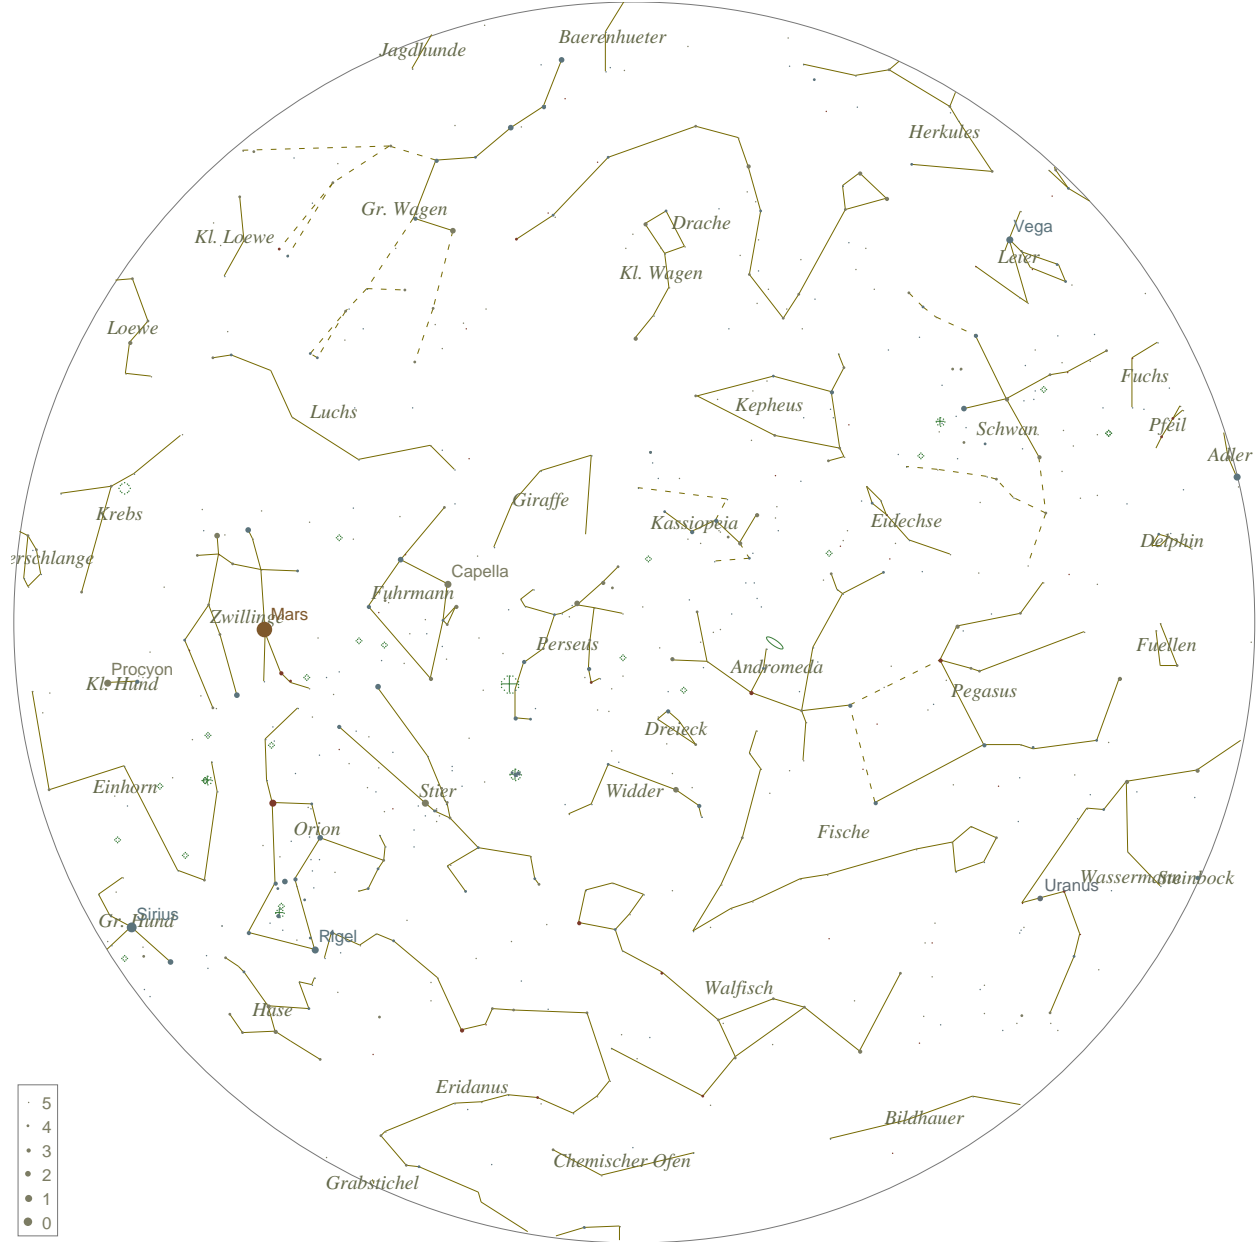 Baerenhueter
Jagdhunde
Herkules
Gr. Wagen
Drache
Vega
Kl. Loewe
Leier
Kl. Wagen
Loewe
Fuchs
Luchs
Kepheus
Schwan
Pfeil
Adler
Giraffe
Krebs
Kassiopeia
Eidechse
Delphin
erschlange
Capella
Fuhrmann
Zwillinge
Mars
Perseus
Fuellen
Andromeda
Procyon
Kl. Hund
Pegasus
Dreieck
Einhorn
Stier
Widder
Orion
Fische
Wassermann
Steinbock
Uranus
Sirius
Gr. Hund
Rigel
Walfisch
Hase
Eridanus
Bildhauer
Chemischer Ofen
Grabstichel
5
4
3
2
1
0